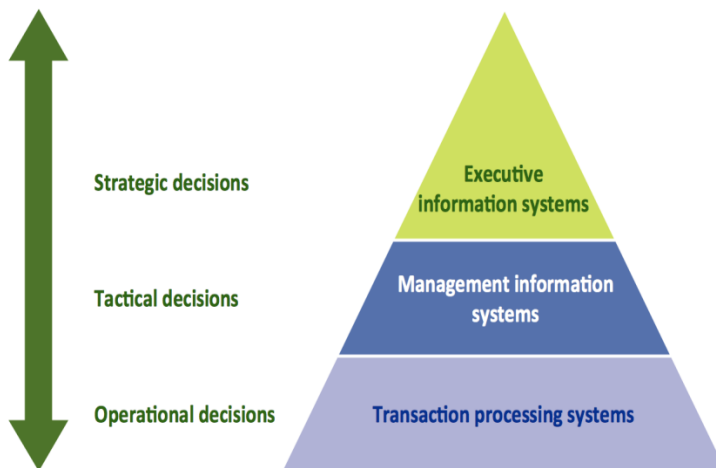 Strategic decisions
Executive
information systems
Tactical decisions
Management information
systems
Operational decisions
Transaction processing systems